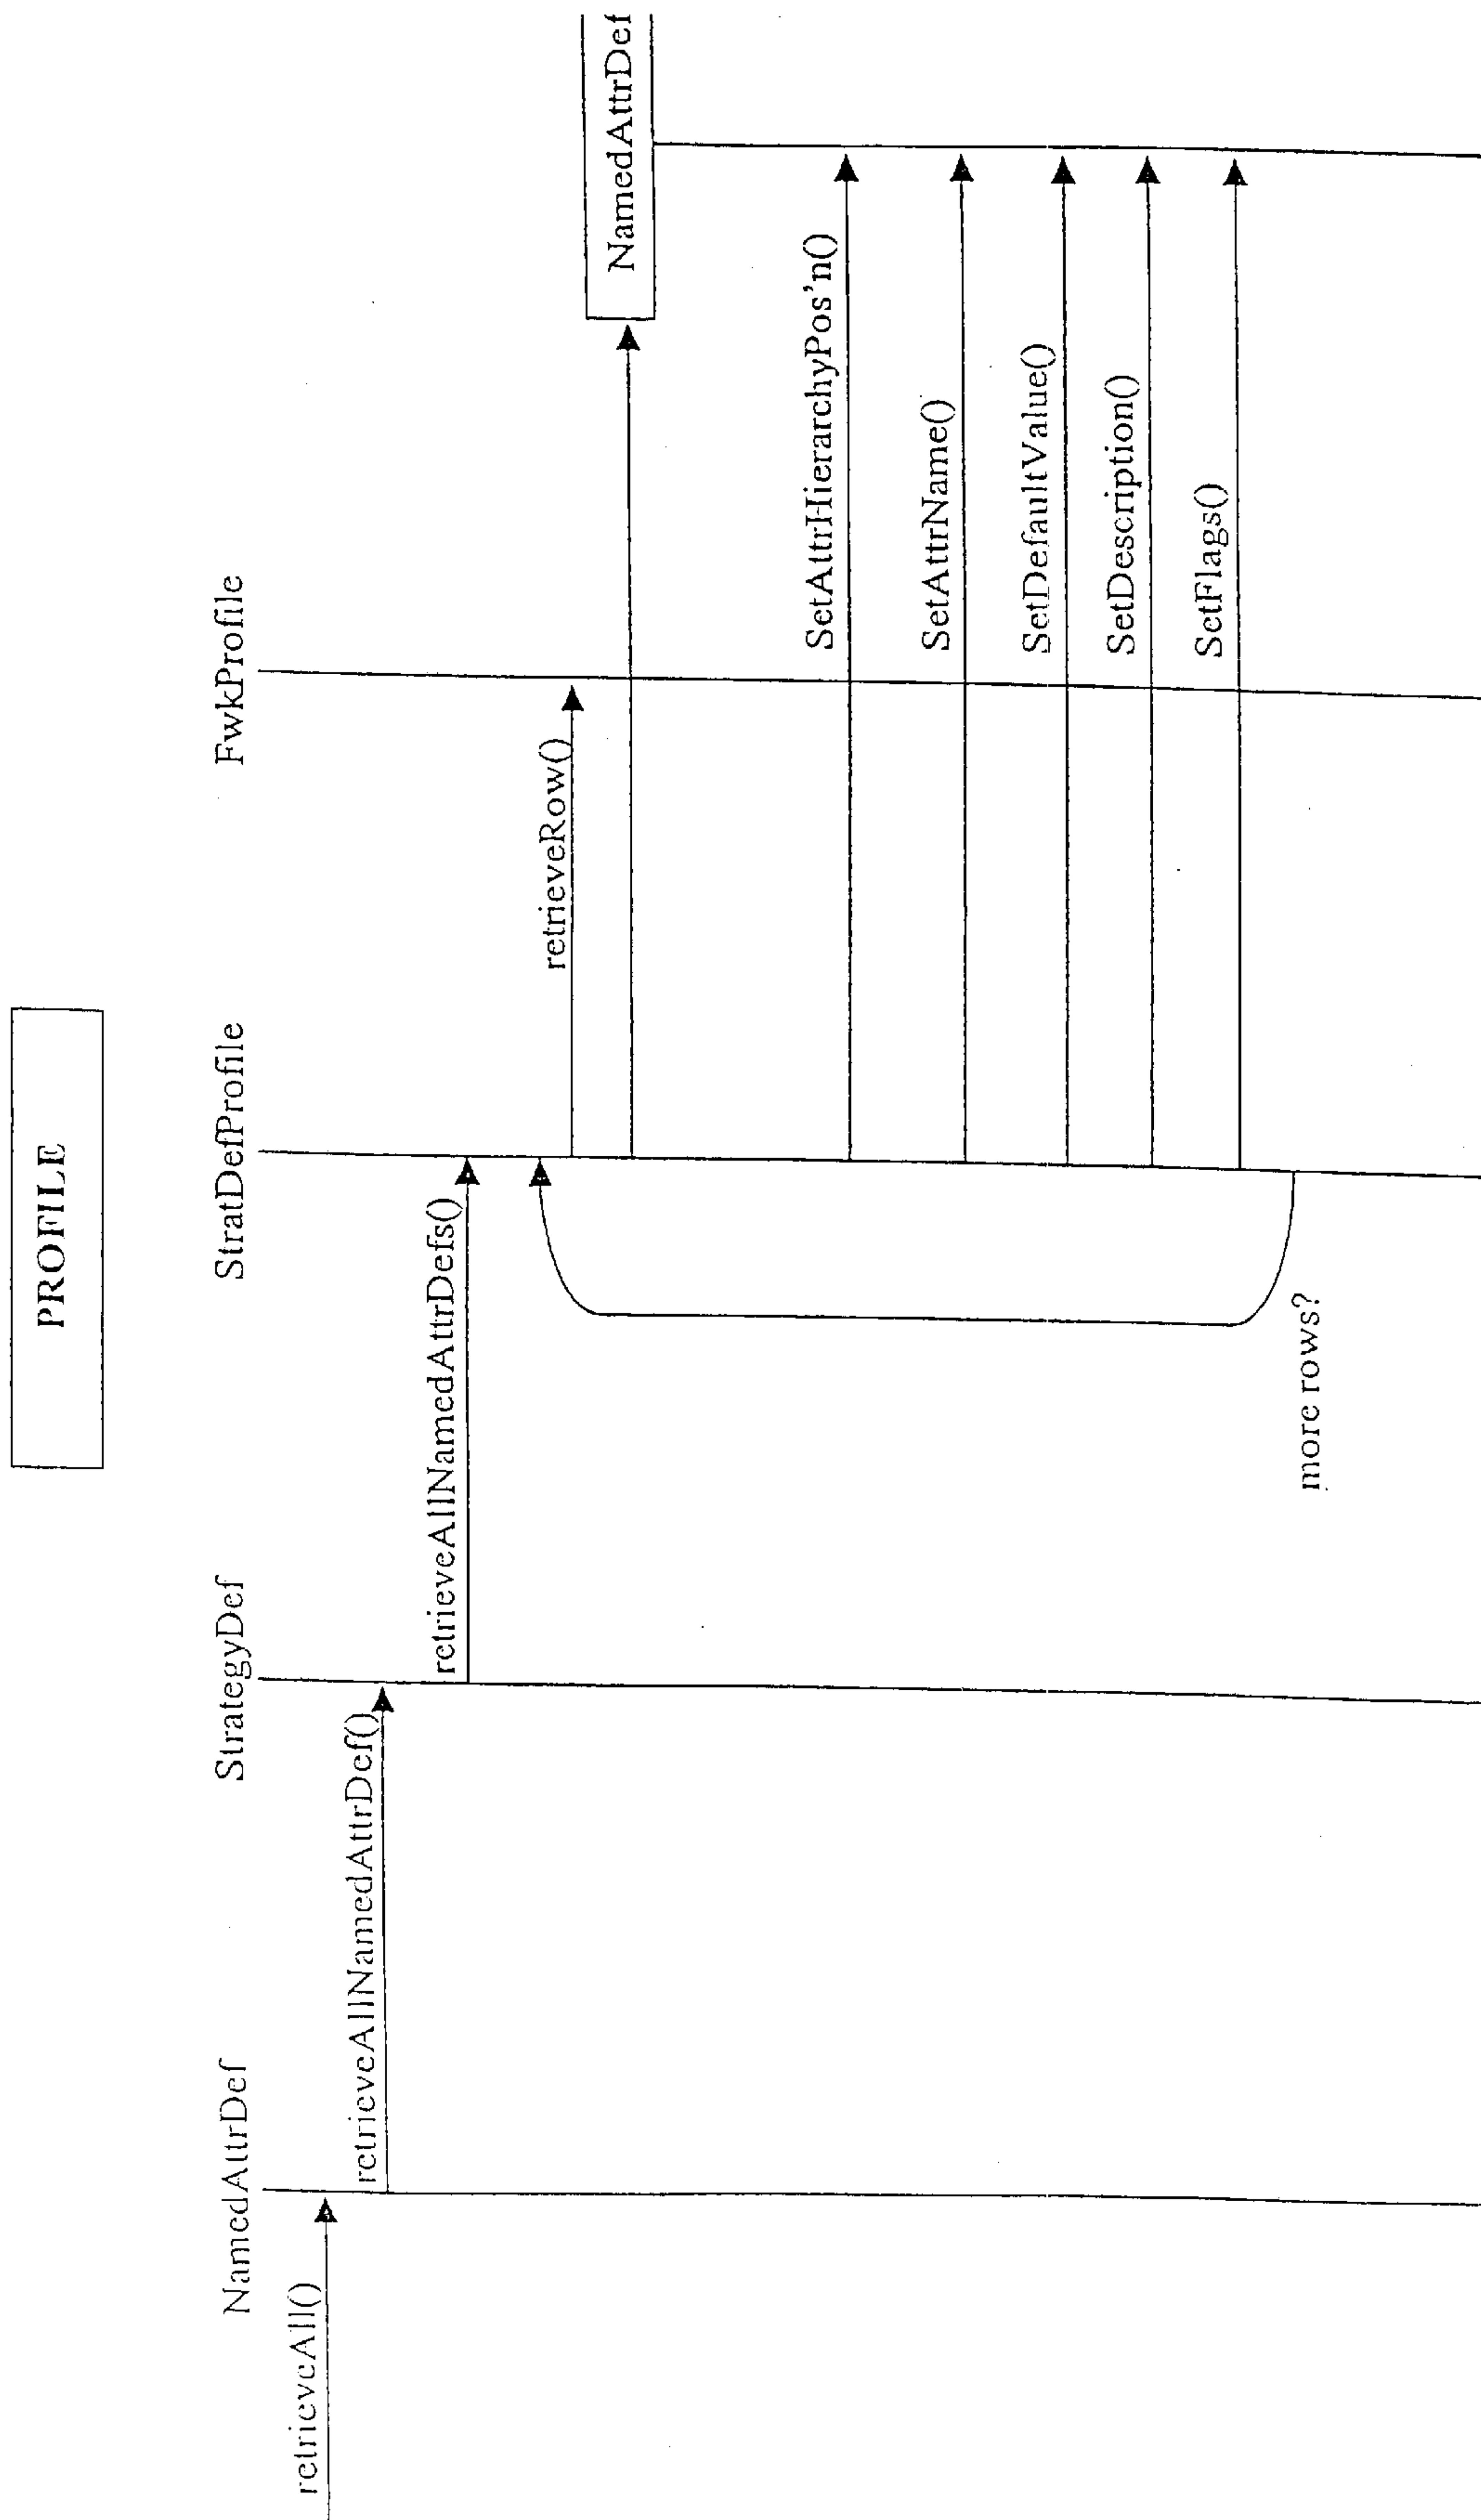 PROFILE
NamedAttrDef
StrategyDef
StratDefProfile
FwkProfile
retrieveAll()
retrieveAllNamedAttrDef()
retrieveAllNamedAttrDefs()
retrieveRow()
NamedAttrDef
SetAttrHierarchyPos'n()
SetAttrName()
SetDefaultValue()
SetDescription()
SetFlags()
more rows?